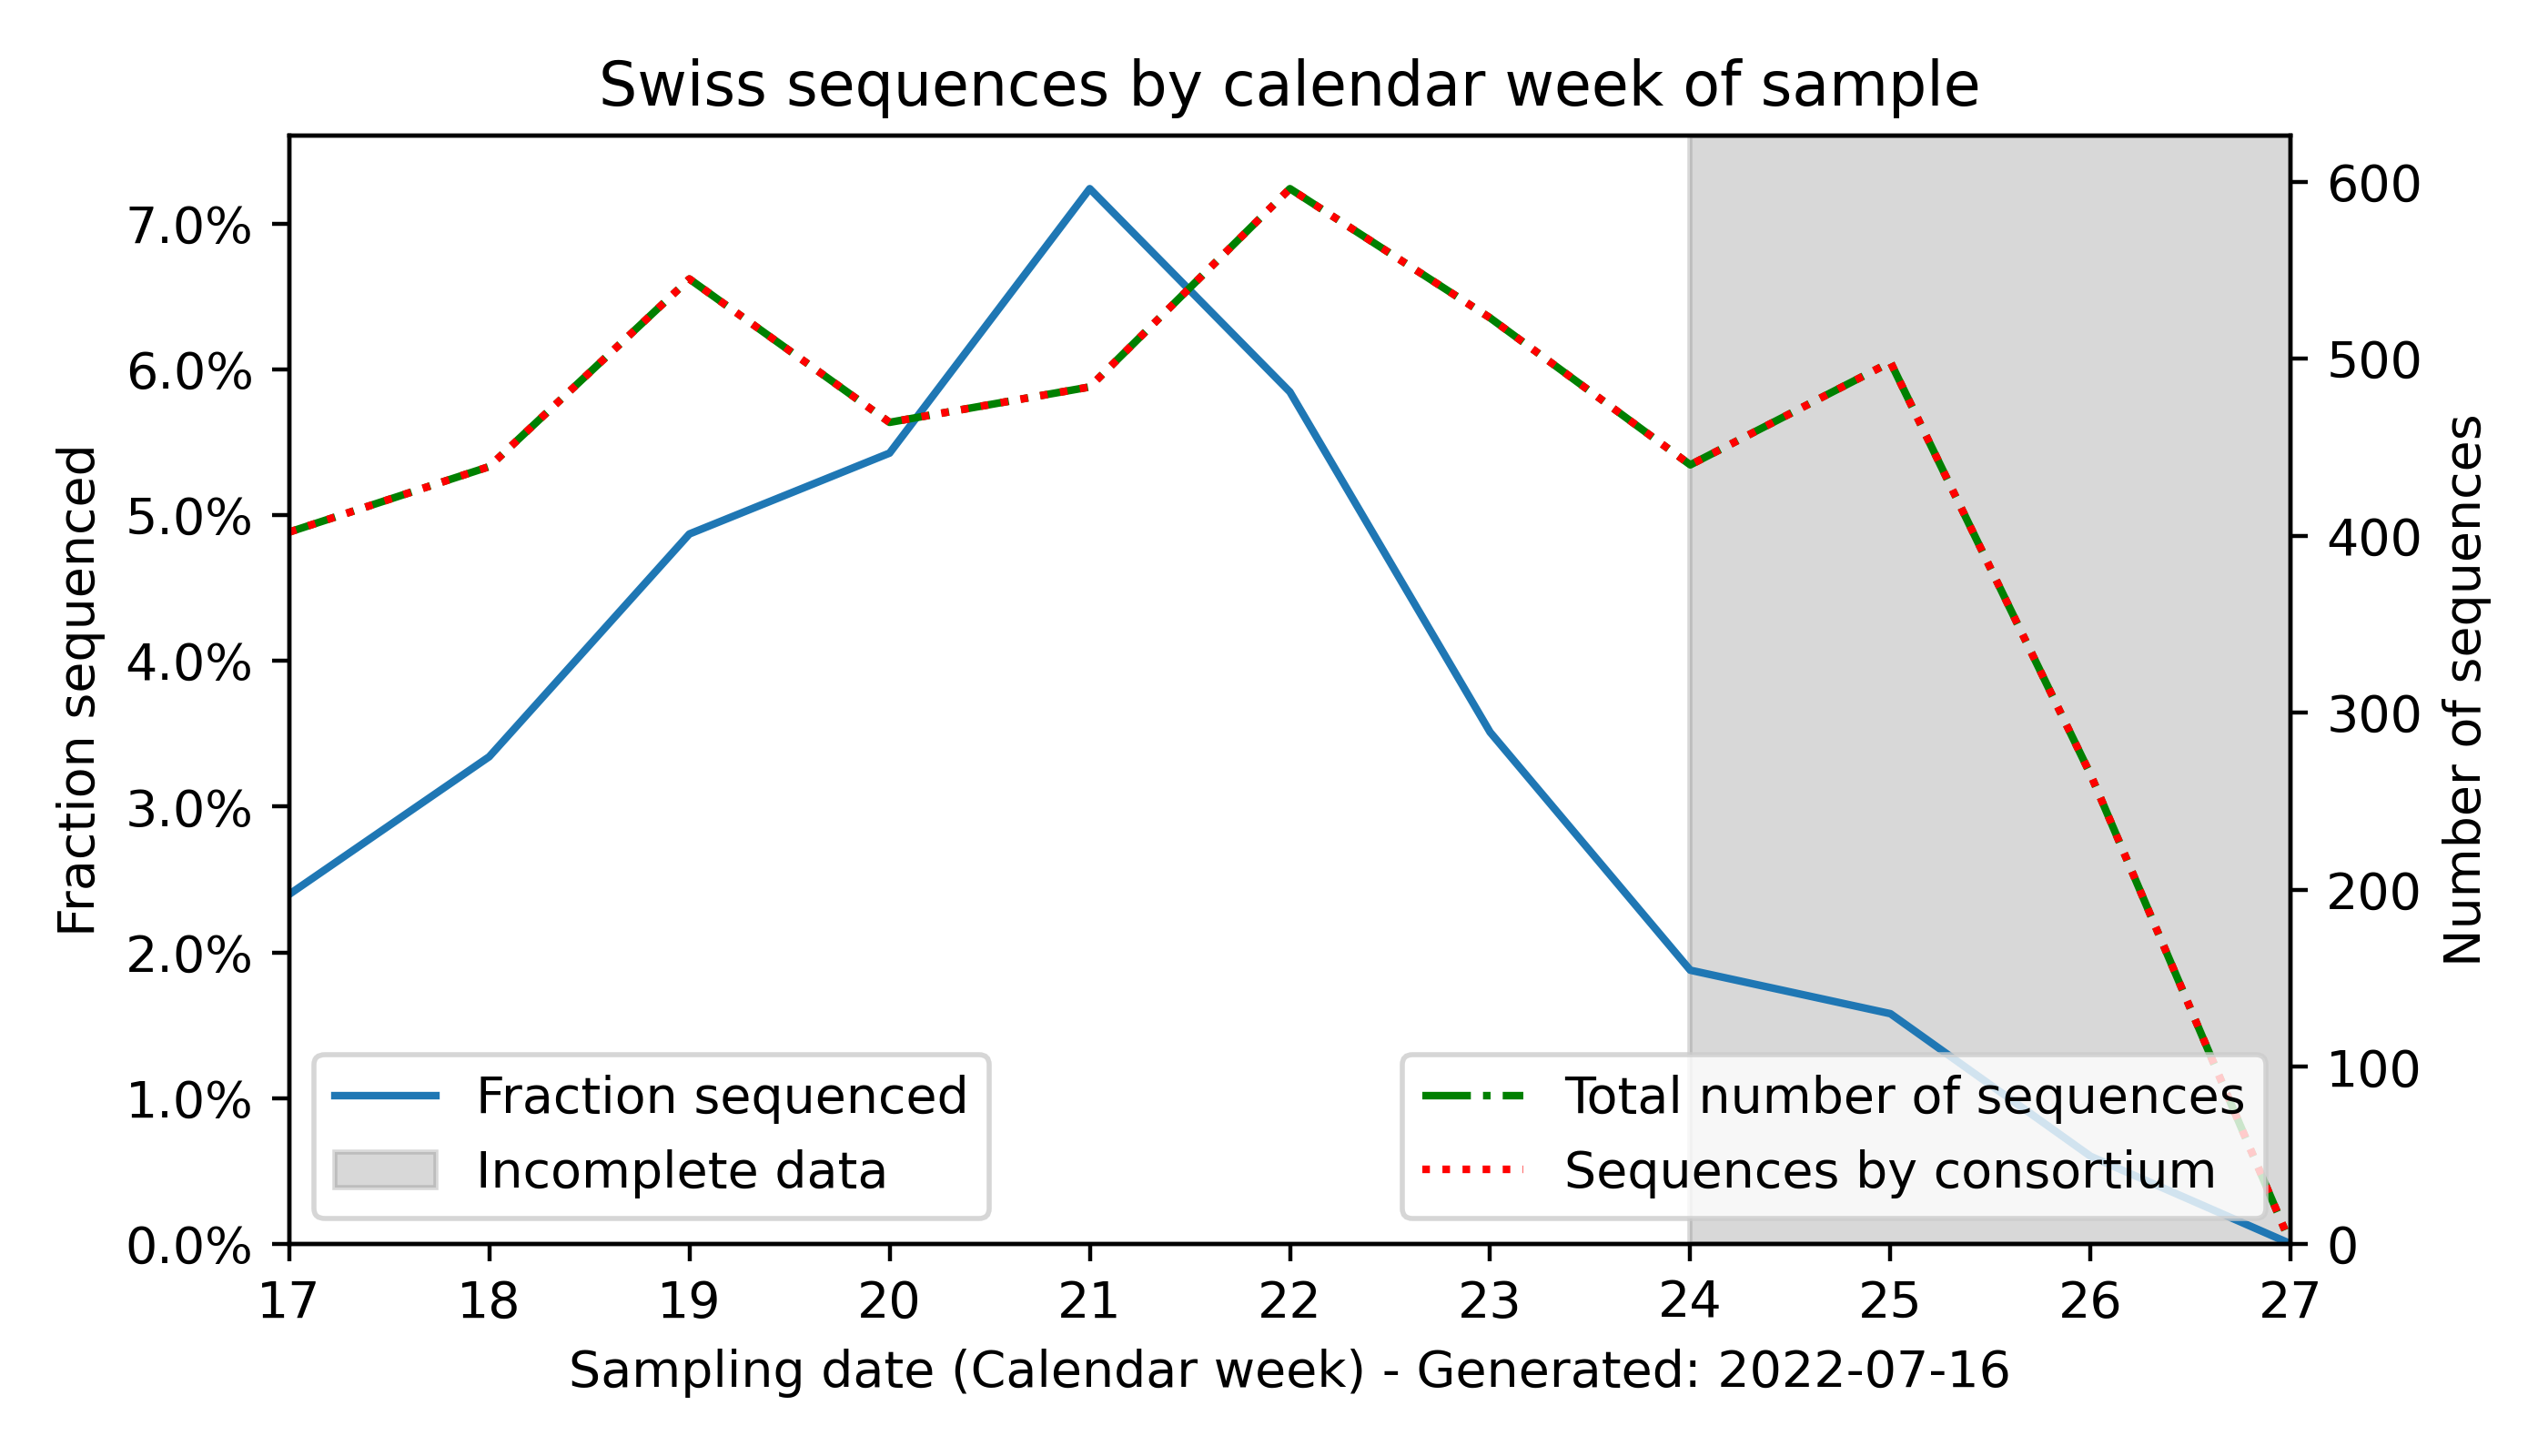 Swiss sequences by calendar week of sample
Fraction sequenced
7.0%
6.0%
5.0%
4.0%
3.0%
2.0%
1.0%
0.0%
Number of sequences
600
500
400
300
200
100
0
Fraction sequenced
Incomplete data
Total number of sequences
Sequences by consortium
17 18 19 20 21 22 23 24 25 26 27
Sampling date (Calendar week) - Generated: 2022-07-16